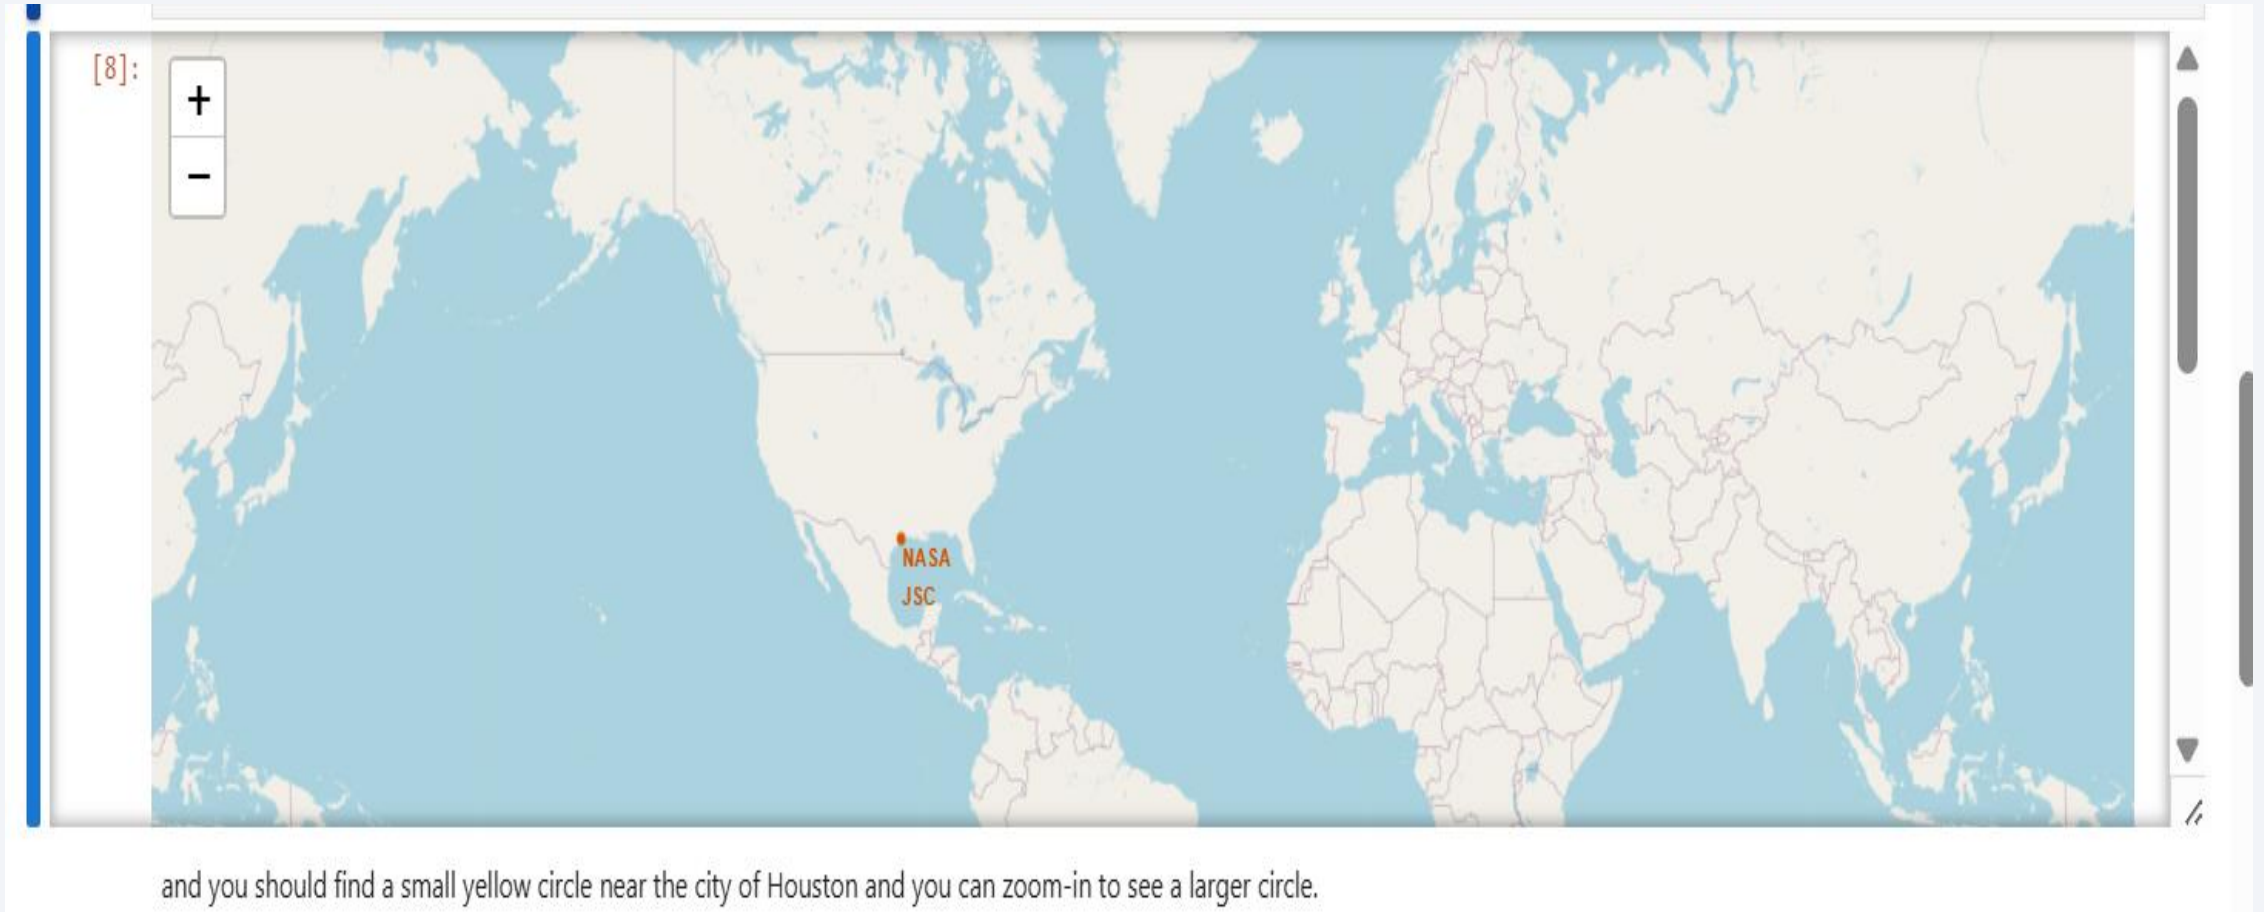 [8]:
+
−
NASA
JSC
and you should find a small yellow circle near the city of Houston and you can zoom-in to see a larger circle.